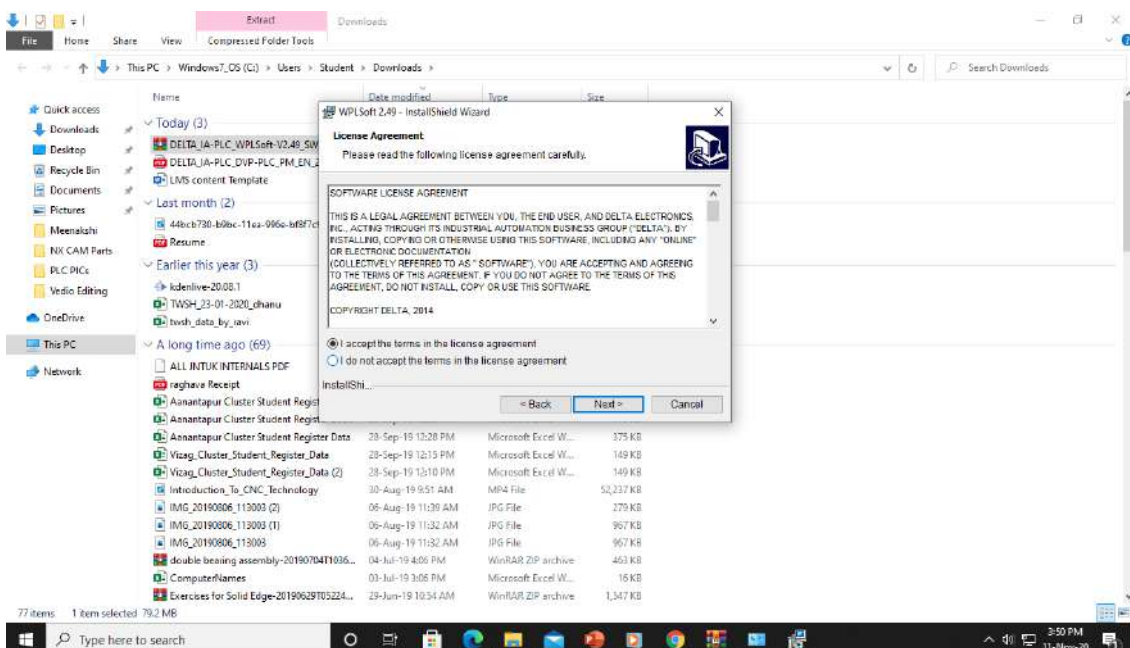 Extract
Downloads
File Home Share View Compressed Folder Tools
This PC > Windows7_OS (C:) > Users > Student > Downloads >
Search Downloads
Name Date modified Type Size
Quick access
Downloads
Desktop
Recycle Bin
Documents
Pictures
Meenakshi
NX CAM Parts
PLC PICs
Vedio Editing
OneDrive
This PC
Network
Today (3)
DELTA_IA-PLC_WPLSoft-V2.49_SW
DELTA_IA-PLC_DVP-PLC_PM_EN_2
LMS content Template
Last month (2)
Resume
Earlier this year (3)
kdenlive-20.08.1
TWSH_23-01-2020_dhanu
twsh_data_by_ravi
A long time ago (69)
ALL JNTUK INTERNALS PDF
raghava Receipt
Aanantapur Cluster Student Regist
Aanantapur Cluster Student Regist
Aanantapur Cluster Student Register Data 28-Sep-19 12:28 PM Microsoft Excel W... 375 KB
Vizag_Cluster_Student_Register_Data 28-Sep-19 12:15 PM Microsoft Excel W... 149 KB
Vizag_Cluster_Student_Register_Data (2) 28-Sep-19 12:10 PM Microsoft Excel W... 149 KB
Introduction_To_CNC_Technology 30-Aug-19 9:51 AM MP4 File 52,237 KB
IMG_20190806_113003 (2) 06-Aug-19 11:39 AM JPG File 279 KB
IMG_20190806_113003 (1) 06-Aug-19 11:32 AM JPG File 967 KB
IMG_20190806_113003 06-Aug-19 11:32 AM JPG File 967 KB
double bearing assembly-20190704T1036... 04-Jul-19 4:06 PM WinRAR ZIP archive 463 KB
ComputerNames 03-Jul-19 3:06 PM Microsoft Excel W... 16 KB
Exercises for Solid Edge-20190629T05224... 29-Jun-19 10:54 AM WinRAR ZIP archive 1,347 KB
WPLSoft 2.49 - InstallShield Wizard
License Agreement
Please read the following license agreement carefully.
SOFTWARE LICENSE AGREEMENT
THIS IS A LEGAL AGREEMENT BETWEEN YOU, THE END USER, AND DELTA ELECTRONICS,
INC., ACTING THROUGH ITS INDUSTRIAL AUTOMATION BUSINESS GROUP ("DELTA"). BY
INSTALLING, COPYING OR OTHERWISE USING THIS SOFTWARE, INCLUDING ANY "ONLINE"
OR ELECTRONIC DOCUMENTATION
(COLLECTIVELY REFERRED TO AS " SOFTWARE"), YOU ARE ACCEPTING AND AGREEING
TO THE TERMS OF THIS AGREEMENT. IF YOU DO NOT AGREE TO THE TERMS OF THIS
AGREEMENT, DO NOT INSTALL, COPY OR USE THIS SOFTWARE
COPYRIGHT DELTA, 2014
I accept the terms in the license agreement
I do not accept the terms in the license agreement
InstallShi...
< Back Next > Cancel
77 items 1 item selected 79.2 MB
Type here to search
3:50 PM
11-Nov-20